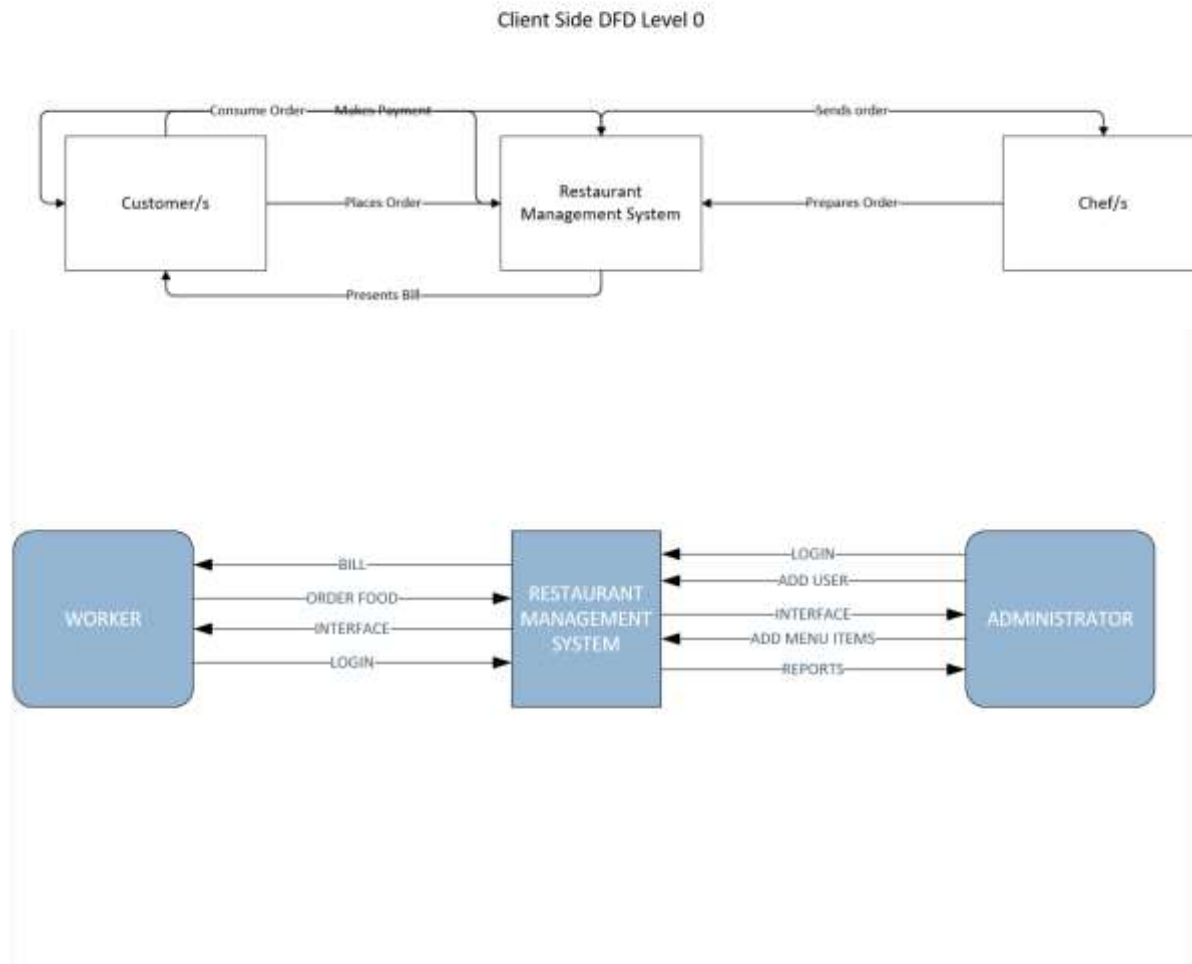 Client Side DFD Level 0
Consume Order
Makes Payment
Sends order
Customer/s
Places Order
Restaurant
Management System
Prepares Order
Chef/s
Presents Bill
WORKER
BILL
ORDER FOOD
INTERFACE
LOGIN
RESTAURANT
MANAGEMENT
SYSTEM
LOGIN
ADD USER
INTERFACE
ADD MENU ITEMS
REPORTS
ADMINISTRATOR